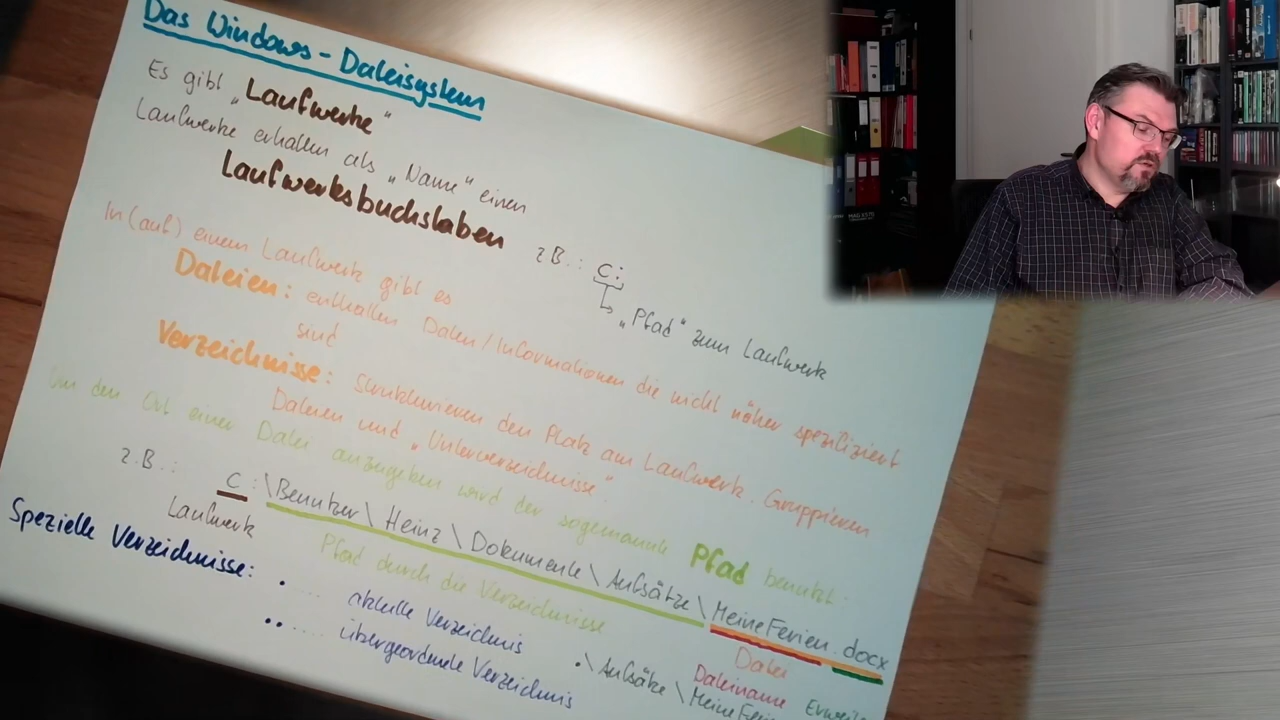 Das Windows-Dateisystem
Es gibt „Laufwerke"
Laufwerke erhalten als „Name" einen
Laufwerksbuchstaben
z.B.: C:
„Pfad" zum Laufwerk
In (auf) einem Laufwerk gibt es
Dateien: enthalten Daten/Informationen die nicht näher spezifiziert
sind
Verzeichnisse: Strukturieren den Platz am Laufwerk. Gruppieren
Dateien und „Unterverzeichnisse".
Um den Ort einer Datei anzugeben wird der sogenannte Pfad benutzt.
z.B.: C:\Benutzer\Heinz\Dokumente\Aufsätze\MeineFerien.docx
Laufwerk
Pfad durch die Verzeichnisse
Datei
Dateiname
Spezielle Verzeichnisse: . .... aktuelle Verzeichnis
.. .... übergeordnete Verzeichnis
.\Aufsätze\MeineFerien